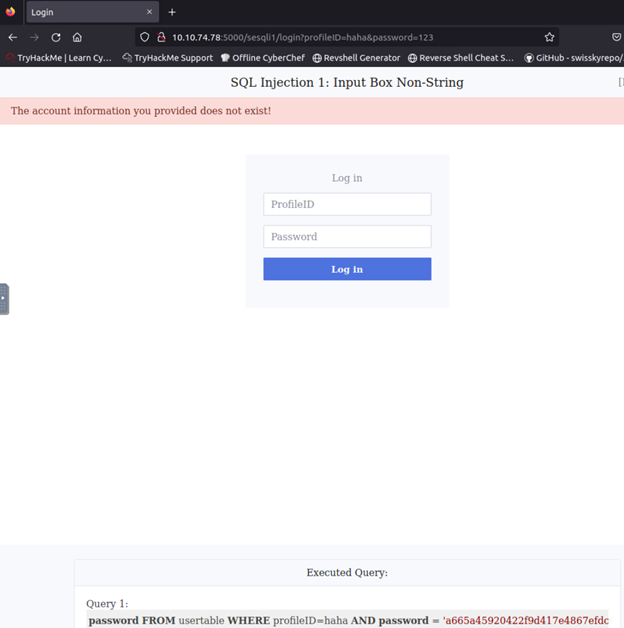 Login
10.10.74.78:5000/sesqli1/login?profileID=haha&password=123
TryHackMe | Learn Cy… TryHackMe Support Offline CyberChef Revshell Generator Reverse Shell Cheat S… GitHub - swisskyrepo/
SQL Injection 1: Input Box Non-String
The account information you provided does not exist!
Log in
ProfileID
Password
Log in
Executed Query:
Query 1:
password FROM usertable WHERE profileID=haha AND password = 'a665a45920422f9d417e4867efdc